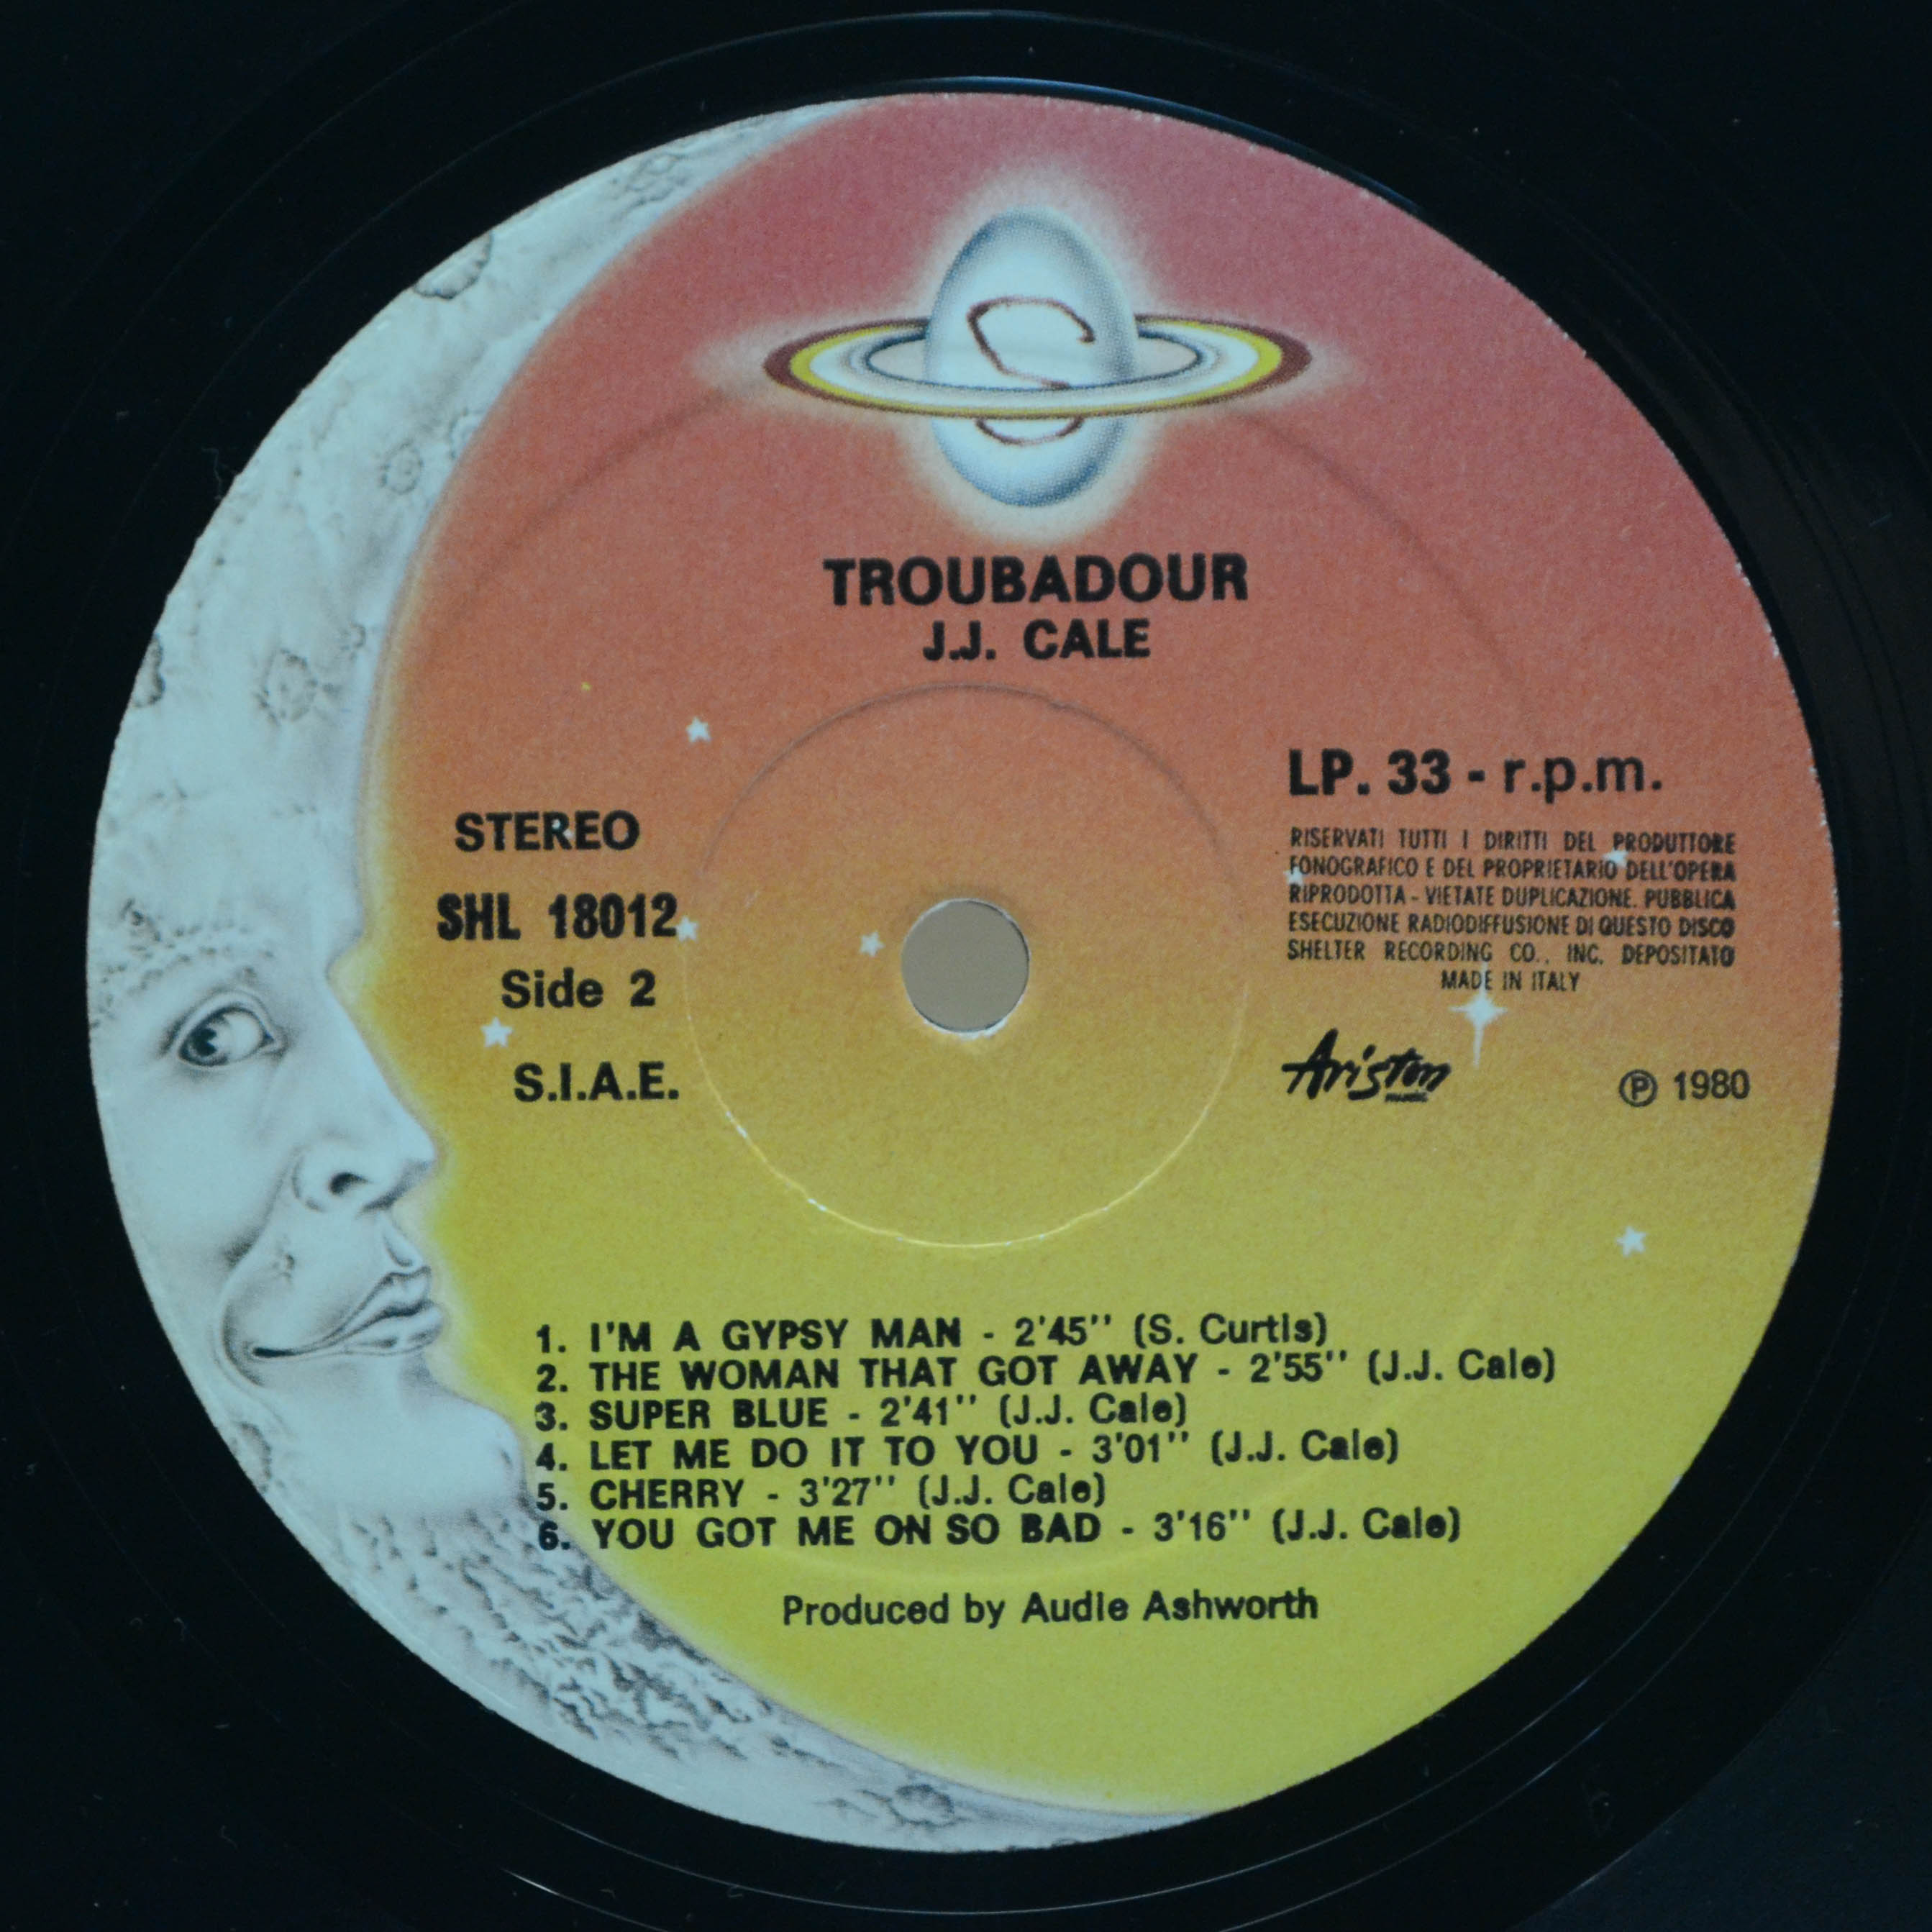 TROUBADOUR
J.J. CALE
STEREO
SHL 18012
Side 2
S.I.A.E.
LP. 33 - r.p.m.
RISERVATI TUTTI I DIRITTI DEL PRODUTTORE
FONOGRAFICO E DEL PROPRIETARIO DELL'OPERA
RIPRODOTTA - VIETATE DUPLICAZIONE. PUBBLICA
ESECUZIONE RADIODIFFUSIONE DI QUESTO DISCO
SHELTER RECORDING CO., INC. DEPOSITATO
MADE IN ITALY
Ariston
music
℗ 1980
1. I'M A GYPSY MAN - 2'45'' (S. Curtis)
2. THE WOMAN THAT GOT AWAY - 2'55'' (J.J. Cale)
3. SUPER BLUE - 2'41'' (J.J. Cale)
4. LET ME DO IT TO YOU - 3'01'' (J.J. Cale)
5. CHERRY - 3'27'' (J.J. Cale)
6. YOU GOT ME ON SO BAD - 3'16'' (J.J. Cale)
Produced by Audie Ashworth